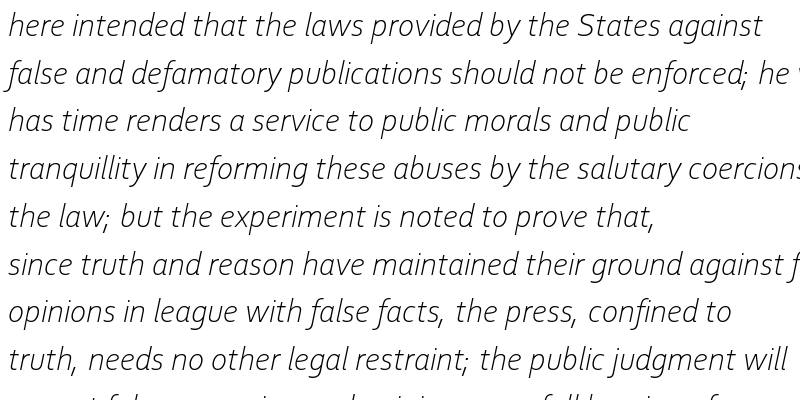 here intended that the laws provided by the States against
false and defamatory publications should not be enforced; he
has time renders a service to public morals and public
tranquillity in reforming these abuses by the salutary coercions
the law; but the experiment is noted to prove that,
since truth and reason have maintained their ground against
opinions in league with false facts, the press, confined to
truth, needs no other legal restraint; the public judgment will